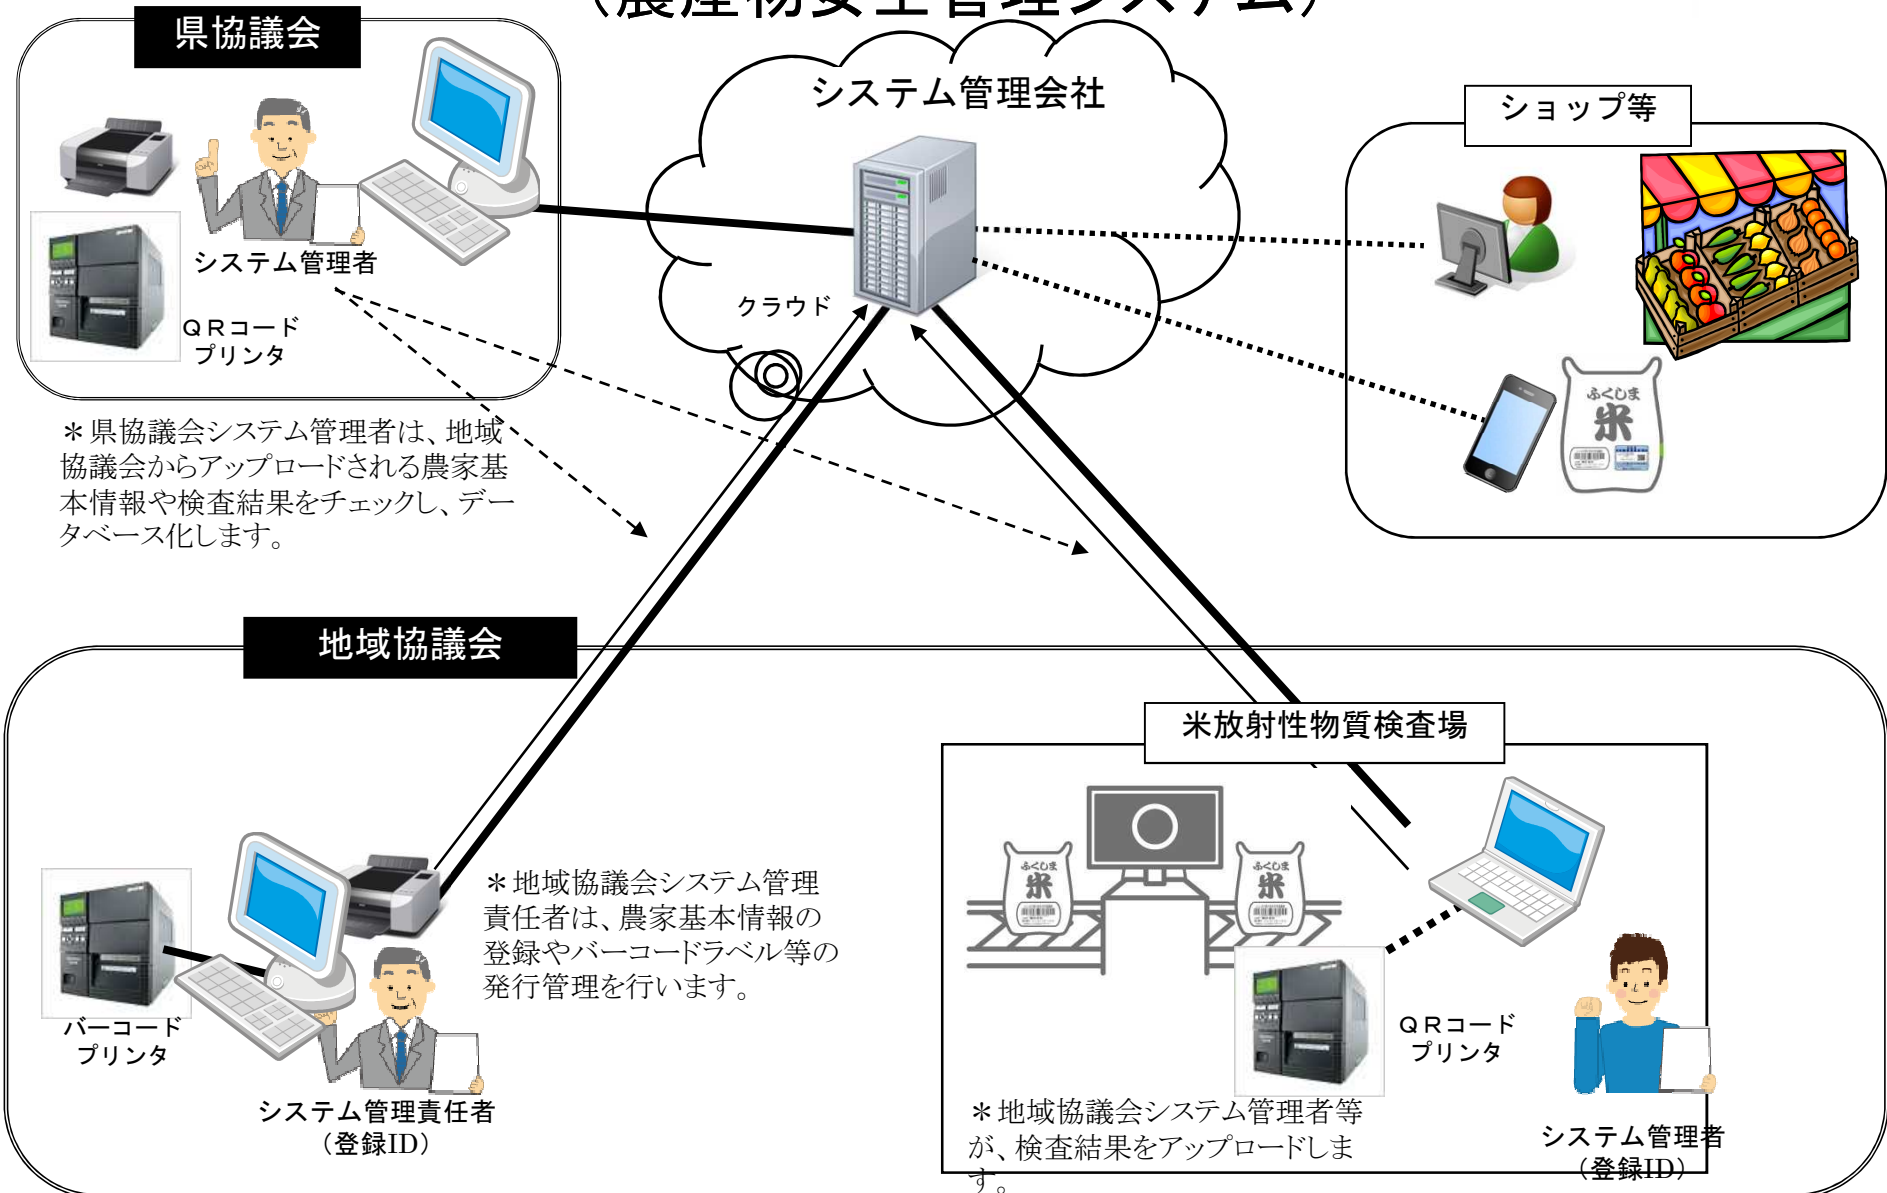 （農産物安全管理システム）
県協議会
システム管理会社
ショップ等
システム管理者
ＱＲコード
プリンタ
クラウド
ふくしま
米
＊県協議会システム管理者は、地域
協議会からアップロードされる農家基
本情報や検査結果をチェックし、デー
タベース化します。
地域協議会
米放射性物質検査場
ふくしま
米
ふくしま
米
＊地域協議会システム管理
責任者は、農家基本情報の
登録やバーコードラベル等の
発行管理を行います。
バーコード
プリンタ
システム管理責任者
（登録ID）
ＱＲコード
プリンタ
＊地域協議会システム管理者等
が、検査結果をアップロードしま
す。
システム管理者
（登録ID）